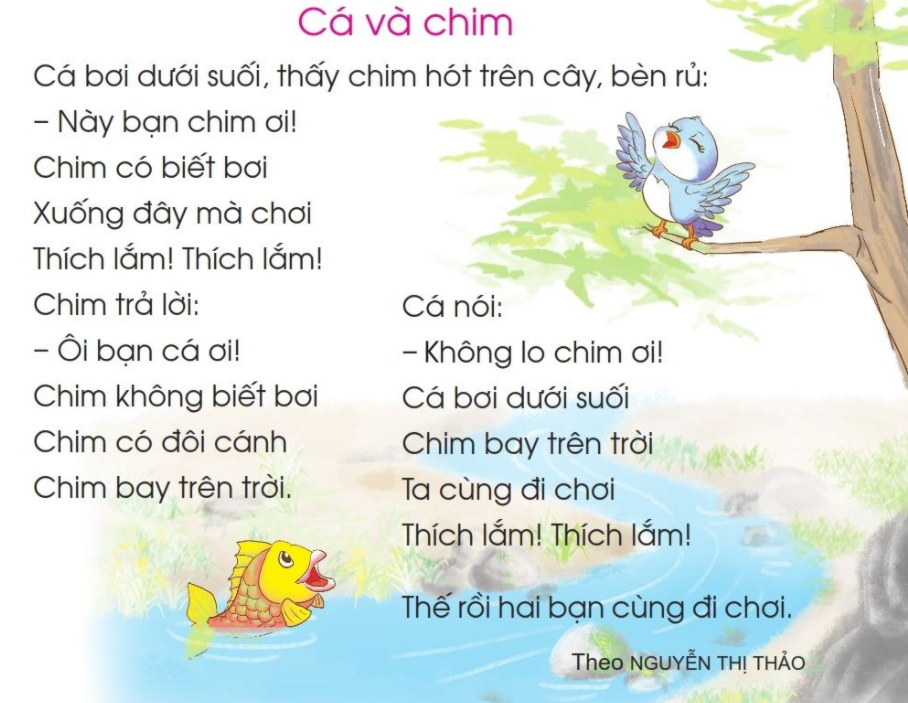 Cá và chim
Cá bơi dưới suối, thấy chim hót trên cây, bèn rủ:
– Này bạn chim ơi!
Chim có biết bơi
Xuống đây mà chơi
Thích lắm! Thích lắm!
Chim trả lời:
– Ôi bạn cá ơi!
Chim không biết bơi
Chim có đôi cánh
Chim bay trên trời.
Cá nói:
– Không lo chim ơi!
Cá bơi dưới suối
Chim bay trên trời
Ta cùng đi chơi
Thích lắm! Thích lắm!
Thế rồi hai bạn cùng đi chơi.
Theo NGUYỄN THỊ THẢO